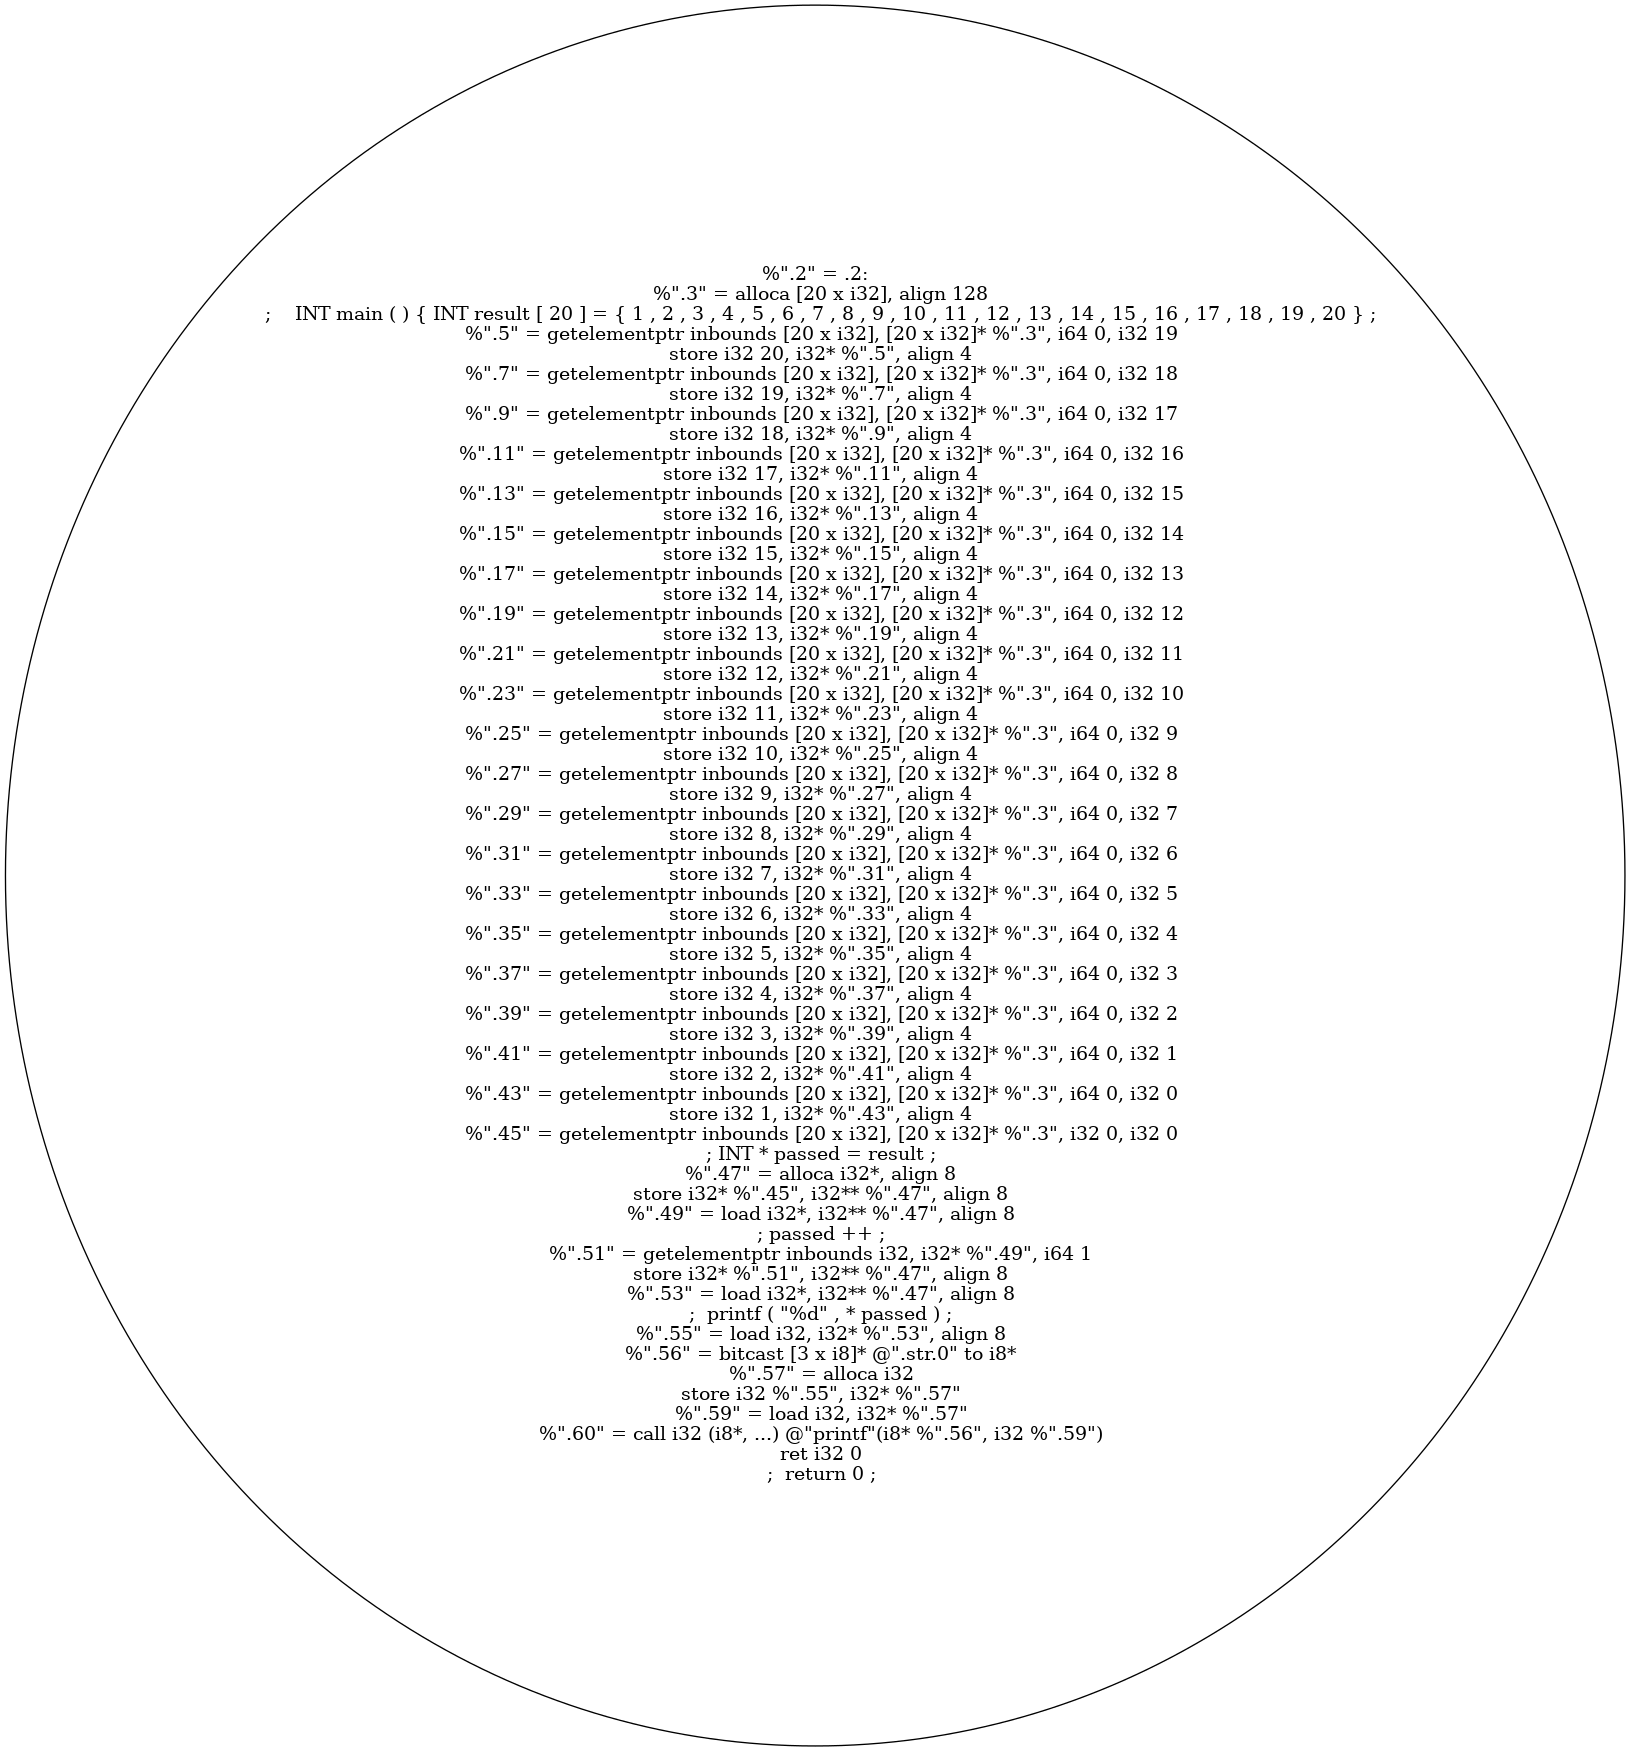 %".2" = .2:
%".3" = alloca [20 x i32], align 128
;    INT main ( ) { INT result [ 20 ] = { 1 , 2 , 3 , 4 , 5 , 6 , 7 , 8 , 9 , 10 , 11 , 12 , 13 , 14 , 15 , 16 , 17 , 18 , 19 , 20 } ;
%".5" = getelementptr inbounds [20 x i32], [20 x i32]* %".3", i64 0, i32 19
store i32 20, i32* %".5", align 4
%".7" = getelementptr inbounds [20 x i32], [20 x i32]* %".3", i64 0, i32 18
store i32 19, i32* %".7", align 4
%".9" = getelementptr inbounds [20 x i32], [20 x i32]* %".3", i64 0, i32 17
store i32 18, i32* %".9", align 4
%".11" = getelementptr inbounds [20 x i32], [20 x i32]* %".3", i64 0, i32 16
store i32 17, i32* %".11", align 4
%".13" = getelementptr inbounds [20 x i32], [20 x i32]* %".3", i64 0, i32 15
store i32 16, i32* %".13", align 4
%".15" = getelementptr inbounds [20 x i32], [20 x i32]* %".3", i64 0, i32 14
store i32 15, i32* %".15", align 4
%".17" = getelementptr inbounds [20 x i32], [20 x i32]* %".3", i64 0, i32 13
store i32 14, i32* %".17", align 4
%".19" = getelementptr inbounds [20 x i32], [20 x i32]* %".3", i64 0, i32 12
store i32 13, i32* %".19", align 4
%".21" = getelementptr inbounds [20 x i32], [20 x i32]* %".3", i64 0, i32 11
store i32 12, i32* %".21", align 4
%".23" = getelementptr inbounds [20 x i32], [20 x i32]* %".3", i64 0, i32 10
store i32 11, i32* %".23", align 4
%".25" = getelementptr inbounds [20 x i32], [20 x i32]* %".3", i64 0, i32 9
store i32 10, i32* %".25", align 4
%".27" = getelementptr inbounds [20 x i32], [20 x i32]* %".3", i64 0, i32 8
store i32 9, i32* %".27", align 4
%".29" = getelementptr inbounds [20 x i32], [20 x i32]* %".3", i64 0, i32 7
store i32 8, i32* %".29", align 4
%".31" = getelementptr inbounds [20 x i32], [20 x i32]* %".3", i64 0, i32 6
store i32 7, i32* %".31", align 4
%".33" = getelementptr inbounds [20 x i32], [20 x i32]* %".3", i64 0, i32 5
store i32 6, i32* %".33", align 4
%".35" = getelementptr inbounds [20 x i32], [20 x i32]* %".3", i64 0, i32 4
store i32 5, i32* %".35", align 4
%".37" = getelementptr inbounds [20 x i32], [20 x i32]* %".3", i64 0, i32 3
store i32 4, i32* %".37", align 4
%".39" = getelementptr inbounds [20 x i32], [20 x i32]* %".3", i64 0, i32 2
store i32 3, i32* %".39", align 4
%".41" = getelementptr inbounds [20 x i32], [20 x i32]* %".3", i64 0, i32 1
store i32 2, i32* %".41", align 4
%".43" = getelementptr inbounds [20 x i32], [20 x i32]* %".3", i64 0, i32 0
store i32 1, i32* %".43", align 4
%".45" = getelementptr inbounds [20 x i32], [20 x i32]* %".3", i32 0, i32 0
; INT * passed = result ;
%".47" = alloca i32*, align 8
store i32* %".45", i32** %".47", align 8
%".49" = load i32*, i32** %".47", align 8
; passed ++ ;
%".51" = getelementptr inbounds i32, i32* %".49", i64 1
store i32* %".51", i32** %".47", align 8
%".53" = load i32*, i32** %".47", align 8
;  printf ( "%d" , * passed ) ;
%".55" = load i32, i32* %".53", align 8
%".56" = bitcast [3 x i8]* @".str.0" to i8*
%".57" = alloca i32
store i32 %".55", i32* %".57"
%".59" = load i32, i32* %".57"
%".60" = call i32 (i8*, ...) @"printf"(i8* %".56", i32 %".59")
ret i32 0
;  return 0 ;